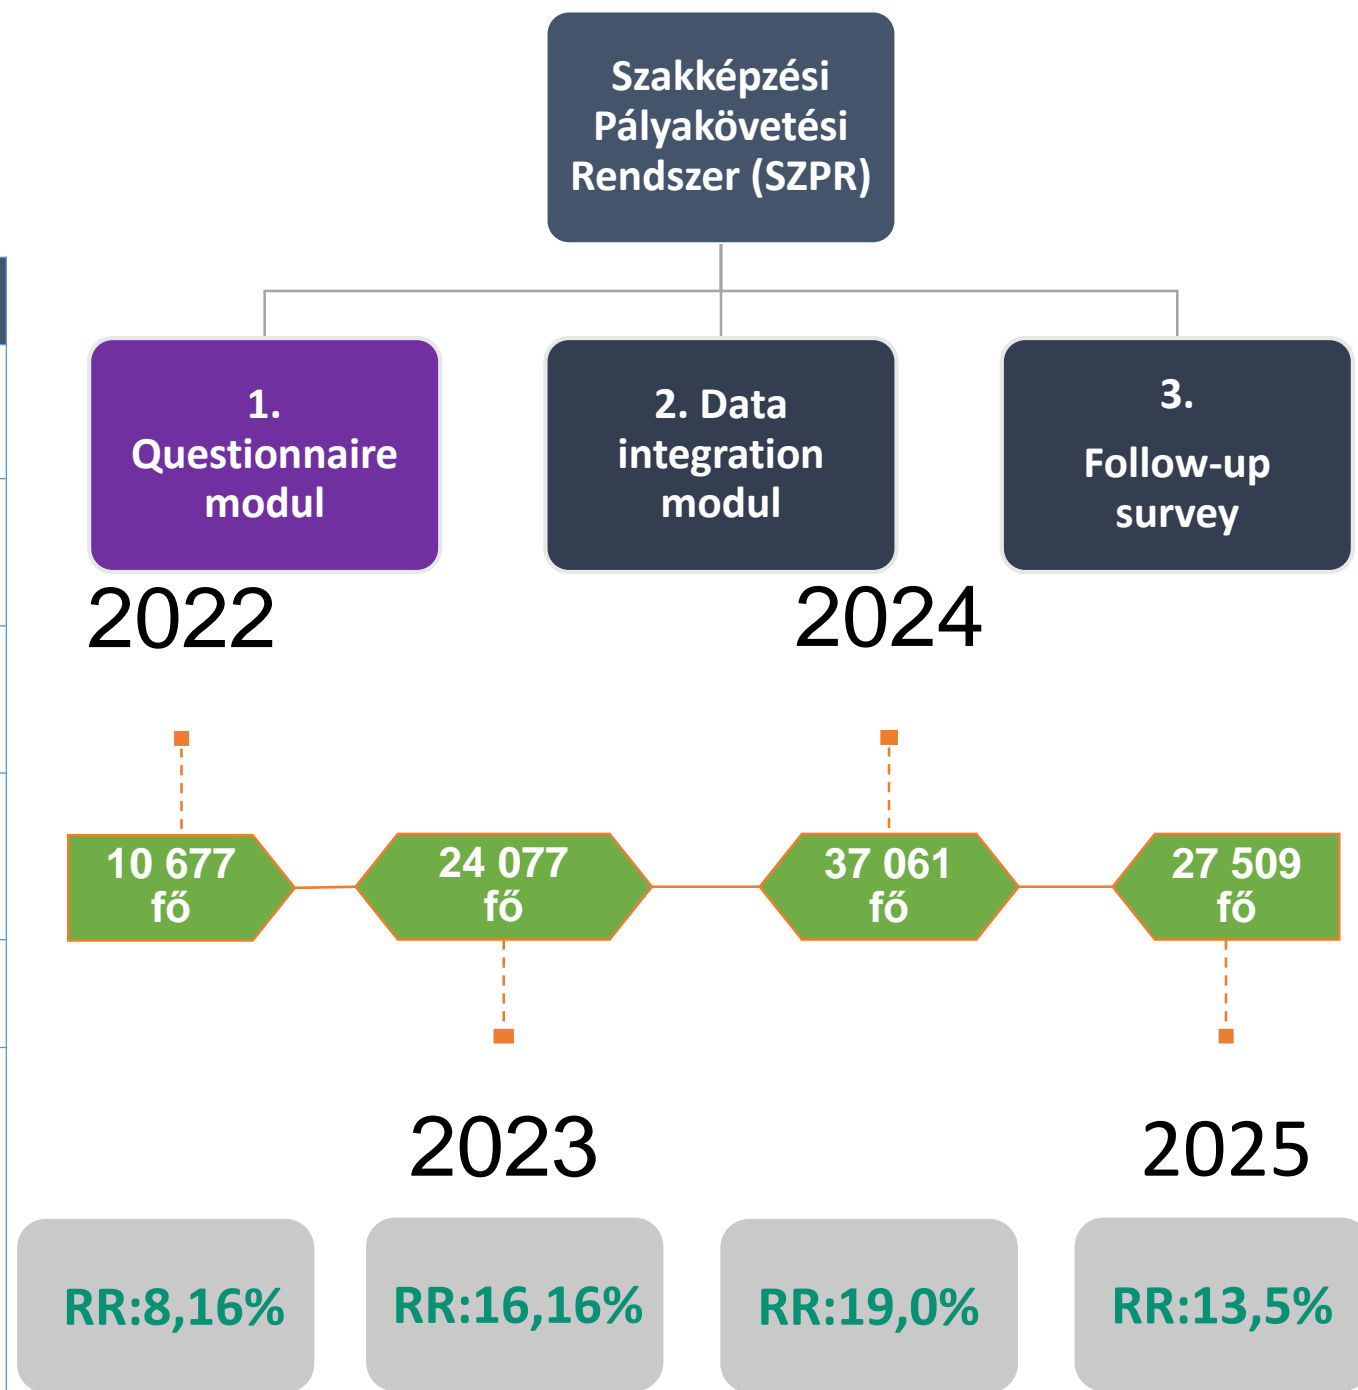 Szakképzési
Pályakövetési
Rendszer (SZPR)
1.
Questionnaire
modul
2. Data
integration
modul
3.
Follow-up
survey
2022
2024
10 677
fő
24 077
fő
37 061
fő
27 509
fő
2023
2025
RR:8,16%
RR:16,16%
RR:19,0%
RR:13,5%